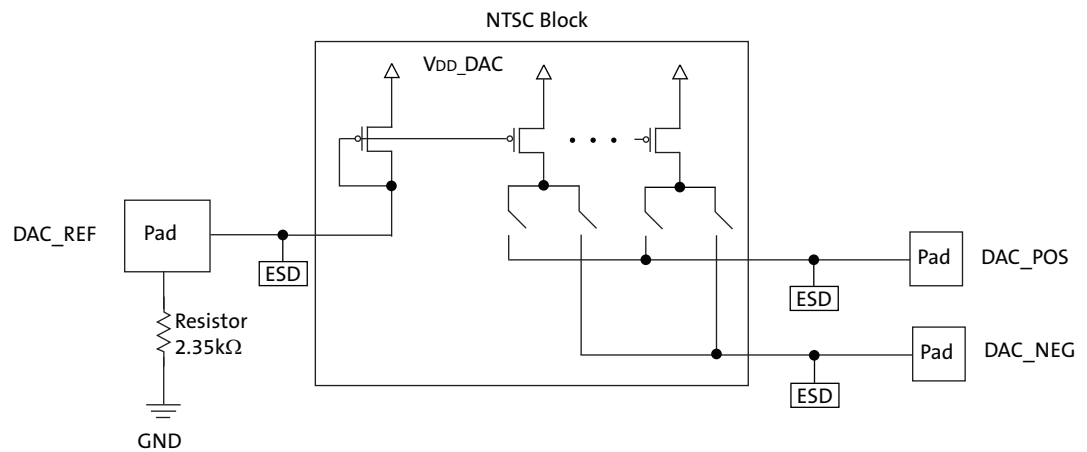 NTSC Block
VDD_DAC
DAC_REF
Pad
ESD
Resistor
2.35kΩ
GND
Pad
DAC_POS
ESD
Pad
DAC_NEG
ESD